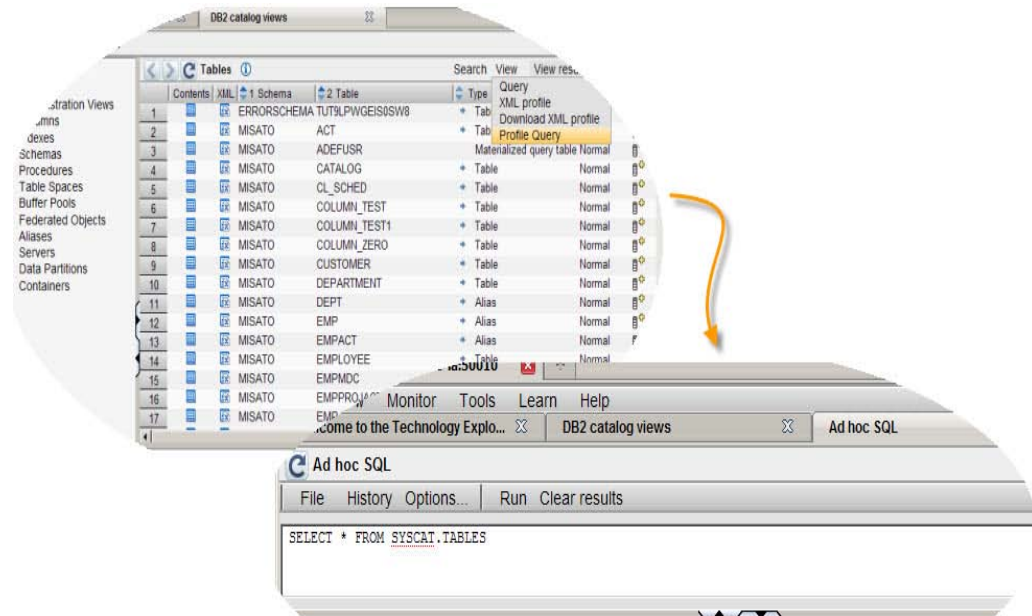 DB2 catalog views
Tables
Search View
Contents XML 1 Schema 2 Table Type
Query
XML profile
Download XML profile
Profile Query
Schemas
Procedures
Table Spaces
Buffer Pools
Federated Objects
Aliases
Servers
Data Partitions
Containers
1 ERRORSCHEMA TUT9LPWGEIS0SW8
2 MISATO ACT
3 MISATO ADEFUSR Materialized query table Normal
4 MISATO CATALOG Table Normal
5 MISATO CL_SCHED Table Normal
6 MISATO COLUMN_TEST Table Normal
7 MISATO COLUMN_TEST1 Table Normal
8 MISATO COLUMN_ZERO Table Normal
9 MISATO CUSTOMER Table Normal
10 MISATO DEPARTMENT Table Normal
11 MISATO DEPT Alias Normal
12 MISATO EMP Alias Normal
13 MISATO EMPACT Alias Normal
14 MISATO EMPLOYEE Table Normal
15 MISATO EMPMDC
16 MISATO
17 MISATO
Monitor Tools Learn Help
to the Technology Explo... DB2 catalog views Ad hoc SQL
Ad hoc SQL
File History Options... Run Clear results
SELECT * FROM SYSCAT.TABLES